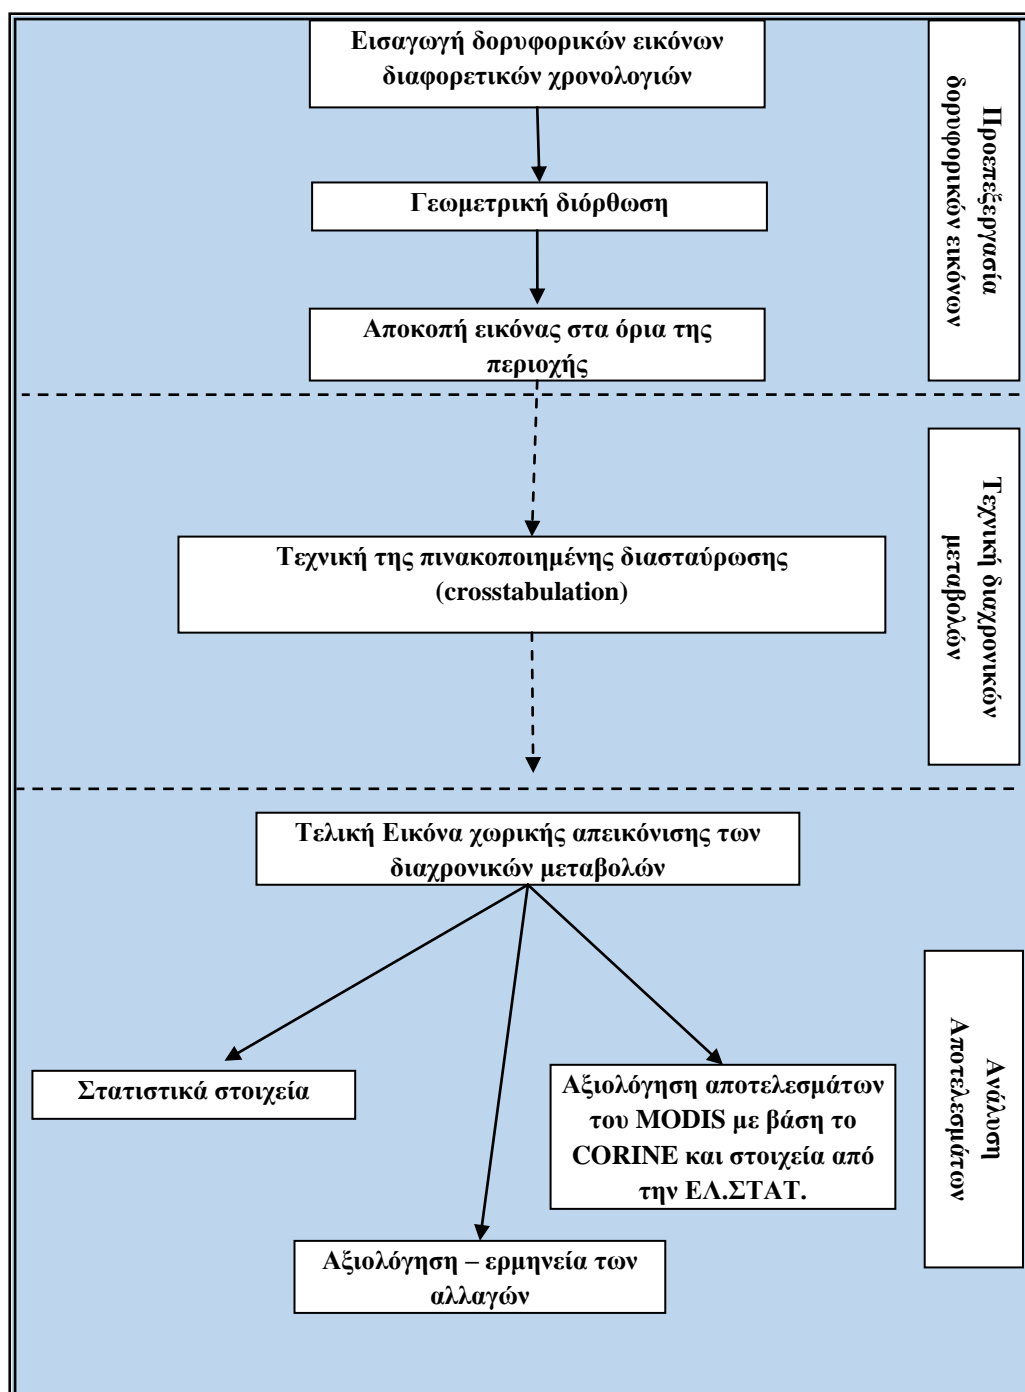 Εισαγωγή δορυφορικών εικόνων
διαφορετικών χρονολογιών
Γεωμετρική διόρθωση
Αποκοπή εικόνας στα όρια της
περιοχής
Προεπεξεργασία
δορυφορικών εικόνων
Τεχνική της πινακοποιημένης διασταύρωσης
(crosstabulation)
Τεχνική διαχρονικών
μεταβολών
Τελική Εικόνα χωρικής απεικόνισης των
διαχρονικών μεταβολών
Στατιστικά στοιχεία
Αξιολόγηση αποτελεσμάτων
του MODIS με βάση το
CORINE και στοιχεία από
την ΕΛ.ΣΤΑΤ.
Αξιολόγηση – ερμηνεία των
αλλαγών
Ανάλυση
Αποτελεσμάτων